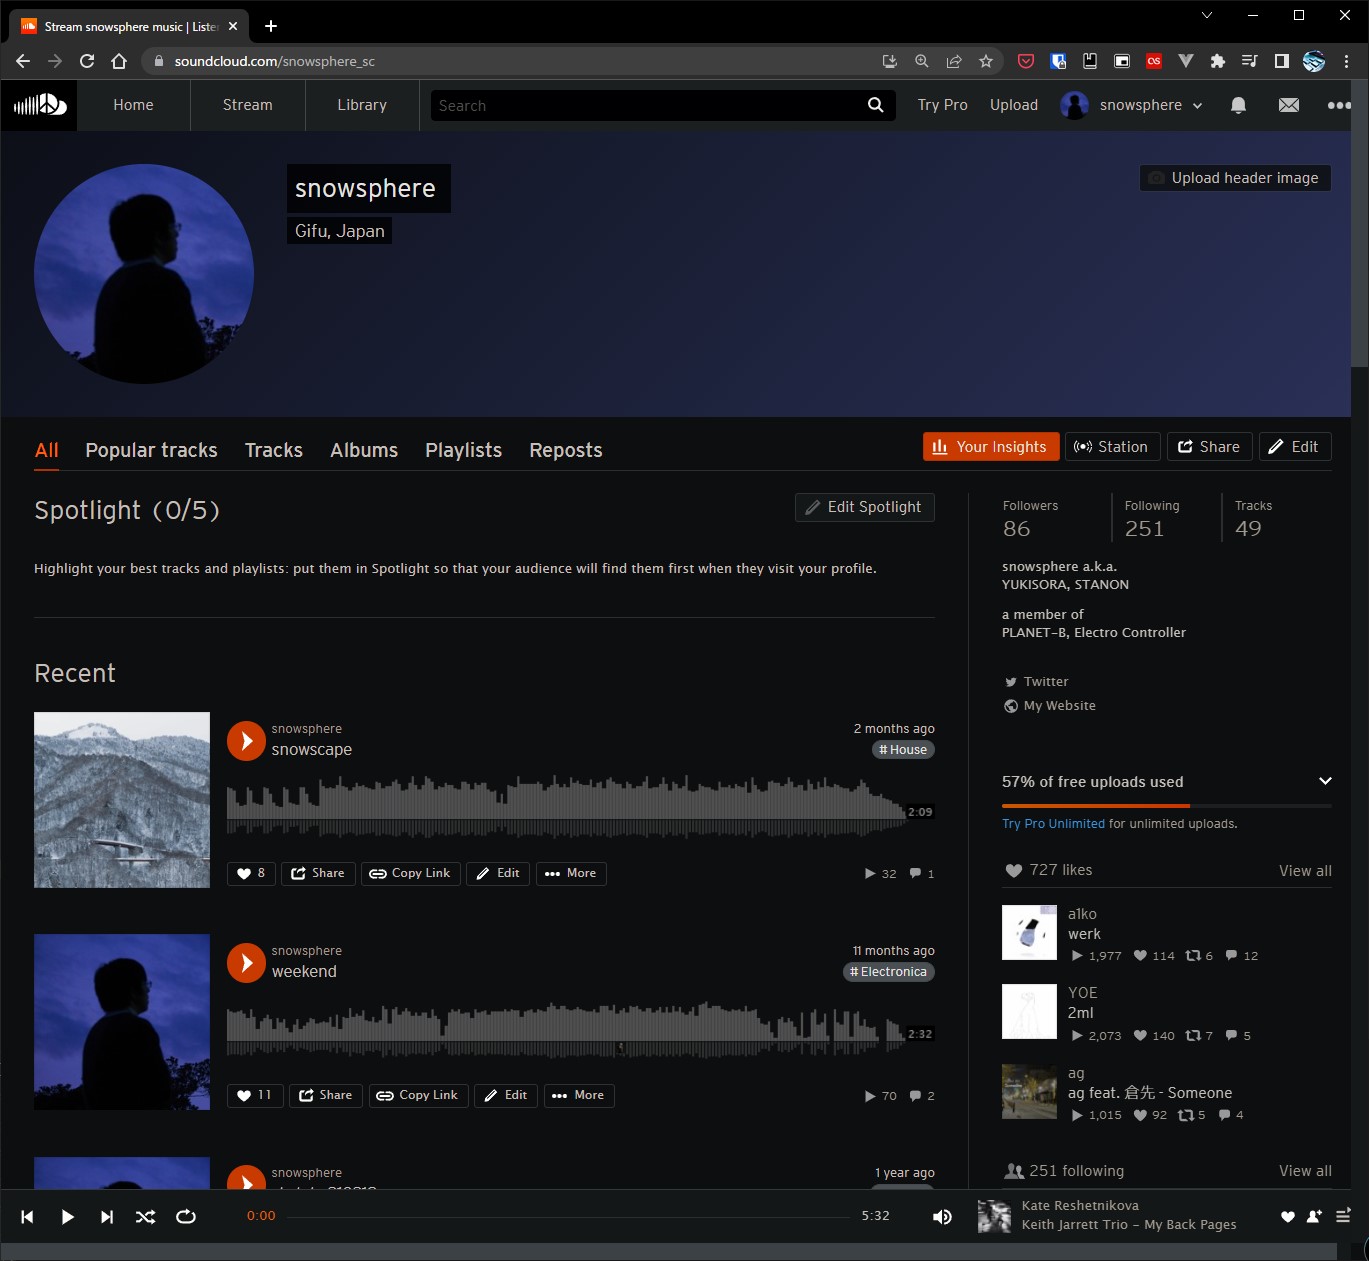 Stream snowsphere music | Liste
soundcloud.com/snowsphere_sc
Home
Stream
Library
Search
Try Pro
Upload
snowsphere
snowsphere
Gifu, Japan
Upload header image
All
Popular tracks
Tracks
Albums
Playlists
Reposts
Your Insights
Station
Share
Edit
Spotlight (0/5)
Edit Spotlight
Highlight your best tracks and playlists: put them in Spotlight so that your audience will find them first when they visit your profile.
Recent
snowsphere
2 months ago
snowscape
# House
2:09
8
Share
Copy Link
Edit
More
32
1
snowsphere
11 months ago
weekend
# Electronica
2:32
11
Share
Copy Link
Edit
More
70
2
snowsphere
1 year ago
Followers
86
Following
251
Tracks
49
snowsphere a.k.a.
YUKISORA, STANON
a member of
PLANET-B, Electro Controller
Twitter
My Website
57% of free uploads used
Try Pro Unlimited for unlimited uploads.
727 likes
View all
a1ko
werk
1,977
114
6
12
YOE
2ml
2,073
140
7
5
ag
ag feat. 倉先 - Someone
1,015
92
5
4
251 following
View all
0:00
5:32
Kate Reshetnikova
Keith Jarrett Trio - My Back Pages